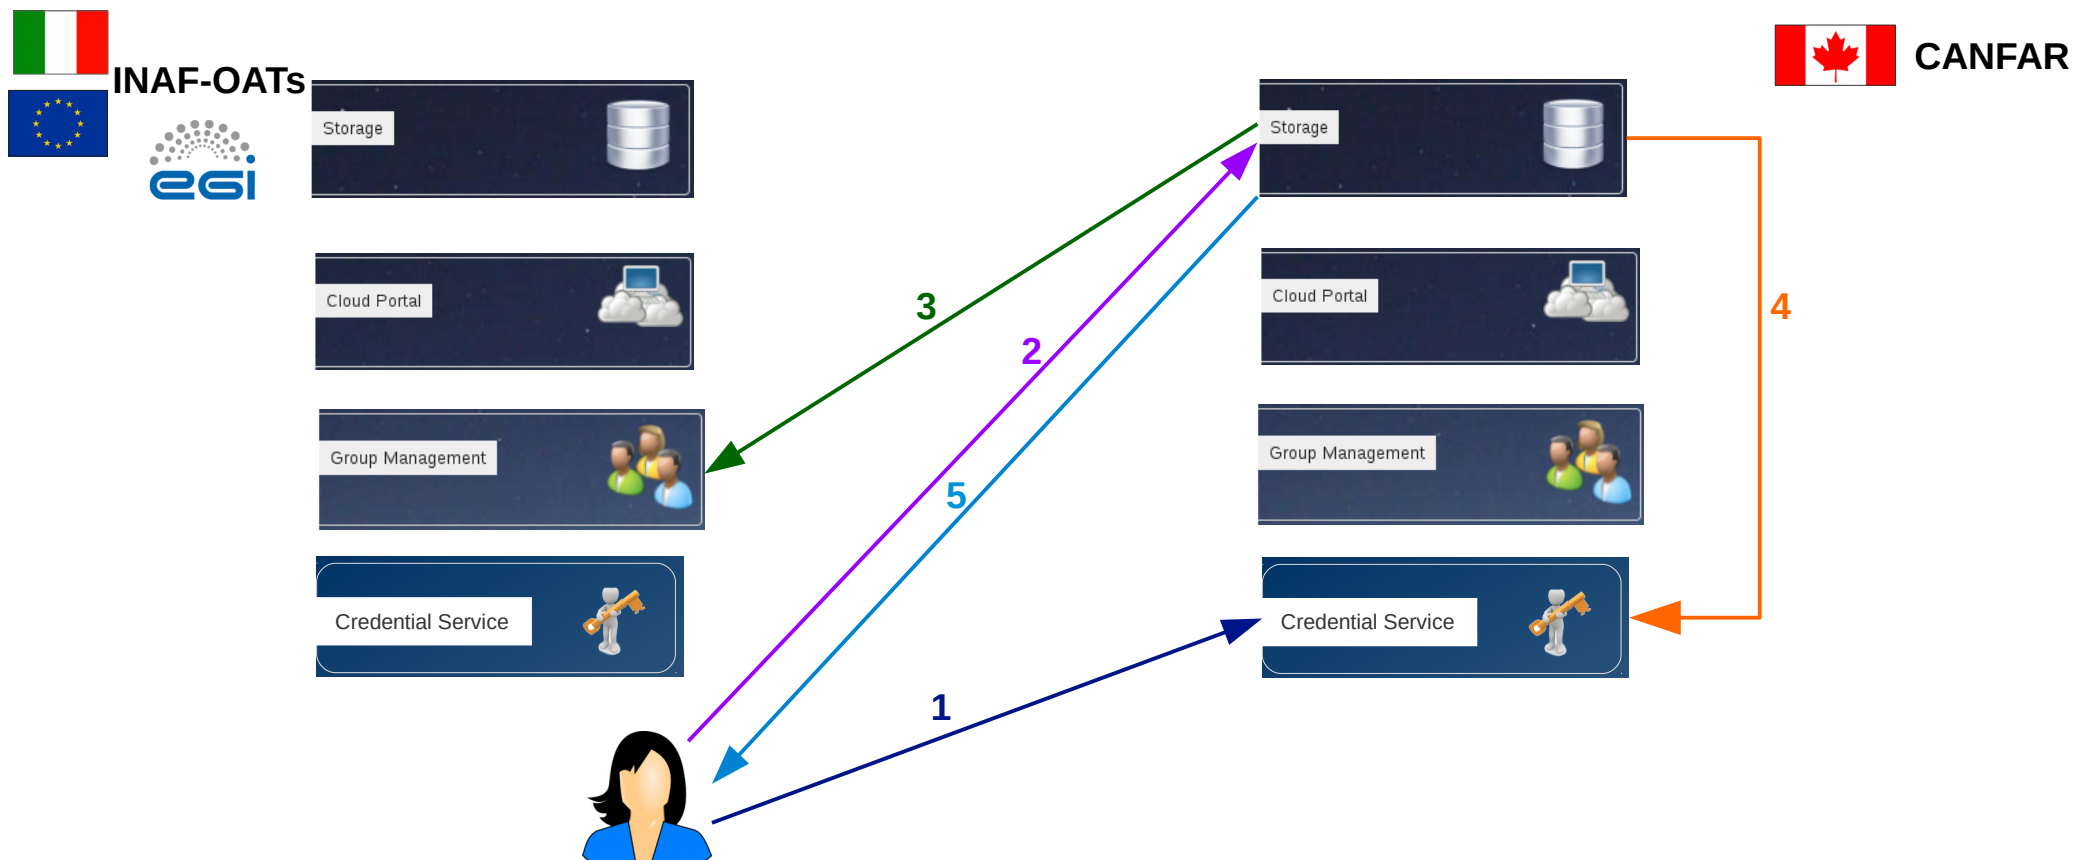 INAF-OATs
CANFAR
egi
Storage
Storage
Cloud Portal
Cloud Portal
3
4
2
Group Management
Group Management
5
Credential Service
Credential Service
1